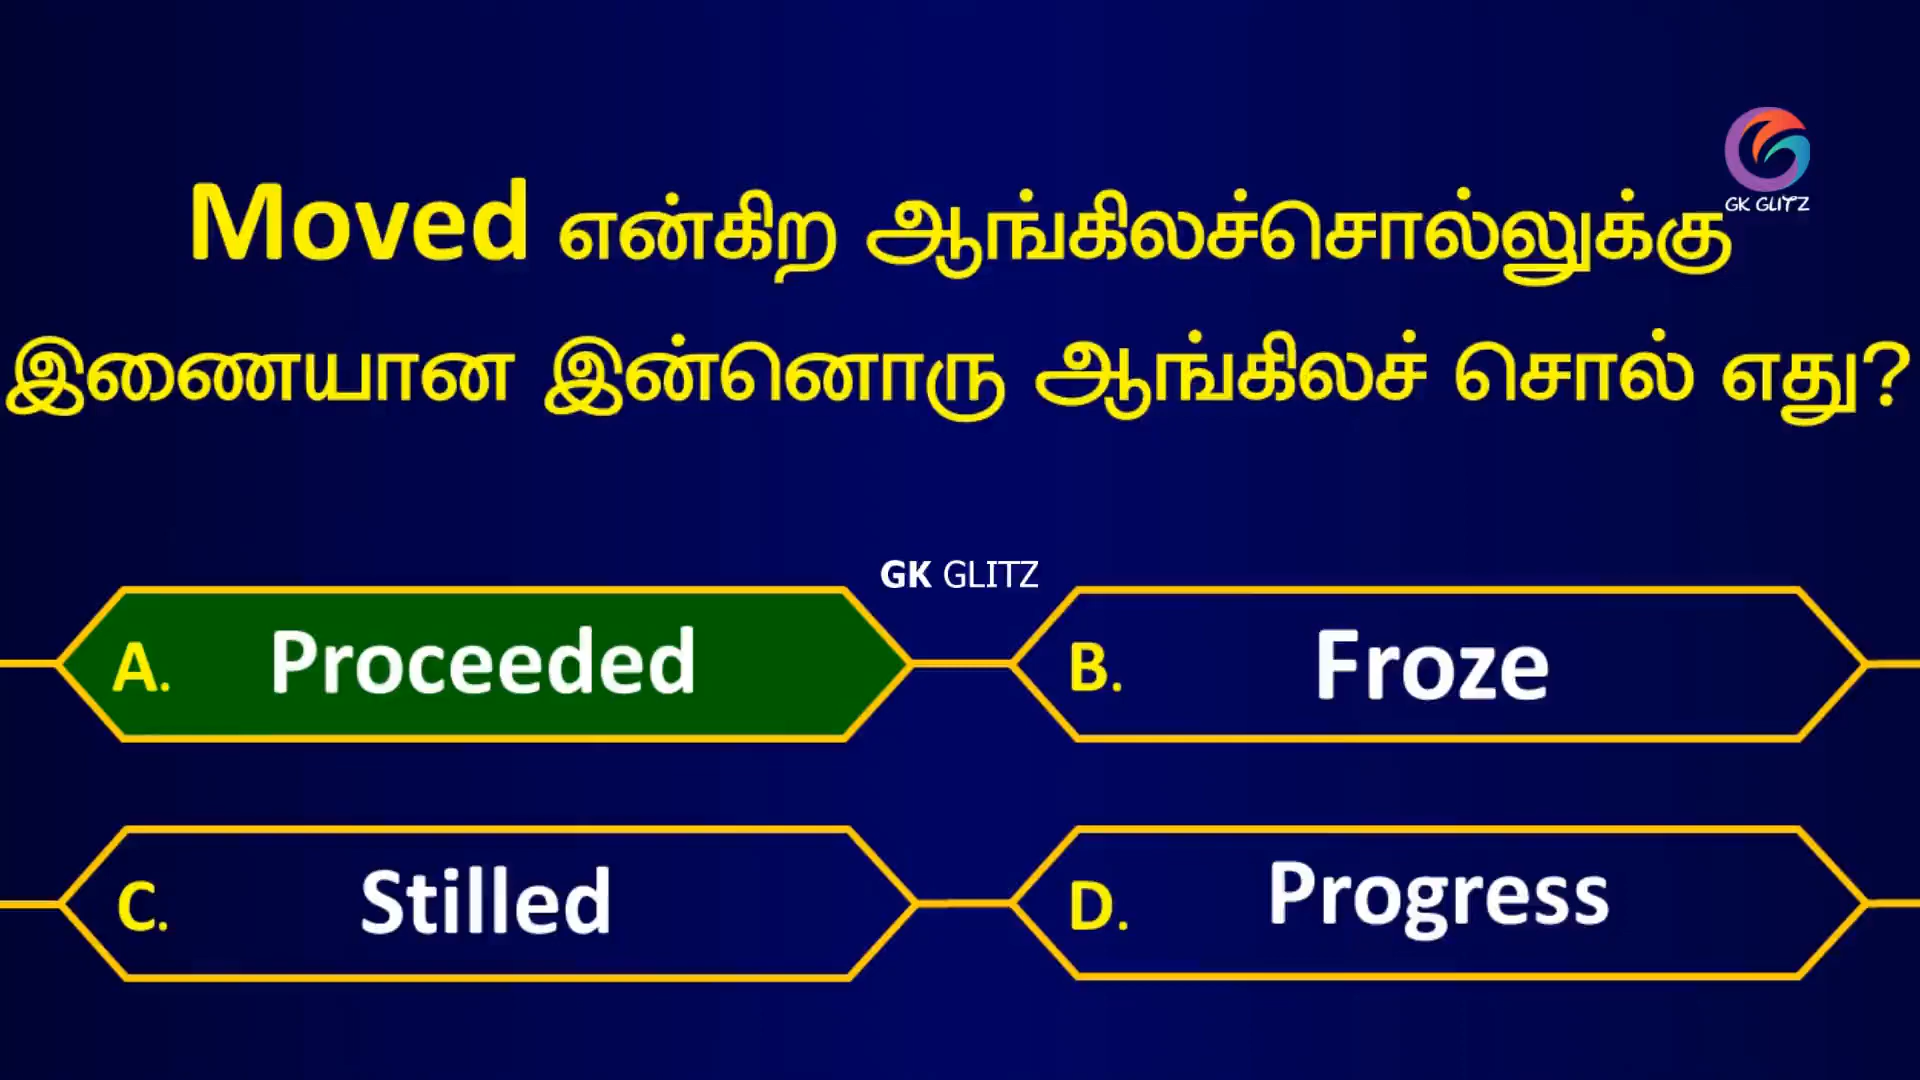 GK GLITZ
Moved என்கிற ஆங்கிலச்சொல்லுக்கு
இணையான இன்னொரு ஆங்கிலச் சொல் எது?
GK GLITZ
A. Proceeded
B. Froze
C. Stilled
D. Progress